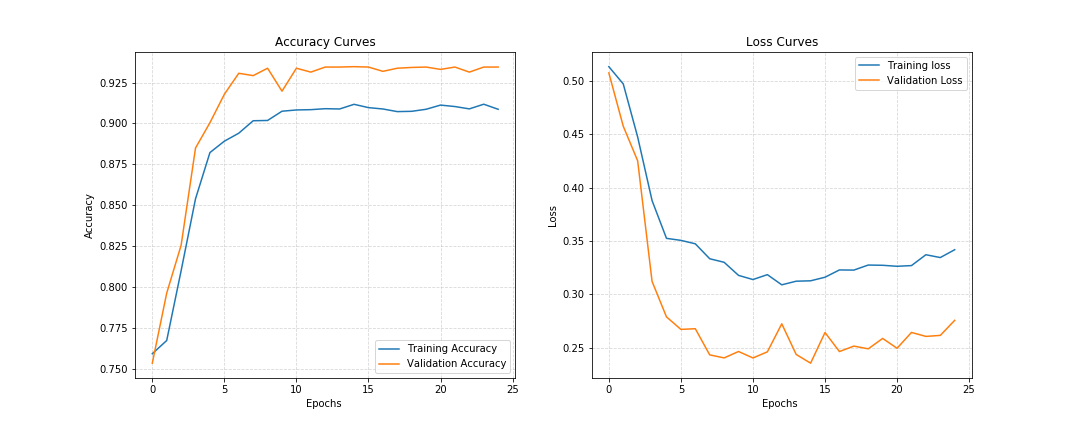 Accuracy Curves
0.925
0.900
0.875
0.850
0.825
0.800
0.775
0.750
Accuracy
0 5 10 15 20 25
Epochs
Training Accuracy
Validation Accuracy
Loss Curves
0.50
0.45
0.40
0.35
0.30
0.25
Loss
0 5 10 15 20 25
Epochs
Training loss
Validation Loss